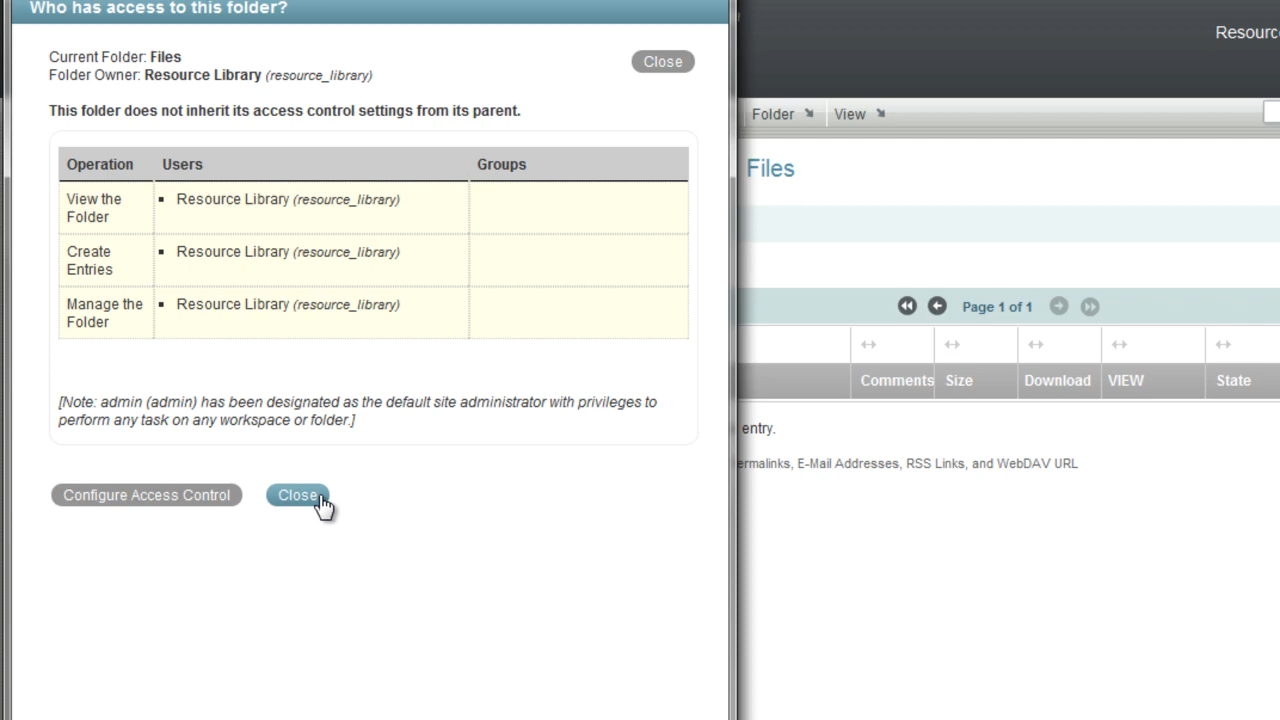 Who has access to this folder?
Current Folder: Files
Close
Folder Owner: Resource Library (resource_library)
This folder does not inherit its access control settings from its parent.
Operation Users Groups
View the Folder
Resource Library (resource_library)
Create Entries
Resource Library (resource_library)
Manage the Folder
Resource Library (resource_library)
[Note: admin (admin) has been designated as the default site administrator with privileges to
perform any task on any workspace or folder.]
Configure Access Control Close
Folder View
Files
Page 1 of 1
Comments Size Download VIEW State
entry.
E-Mail Addresses, RSS Links, and WebDAV URL